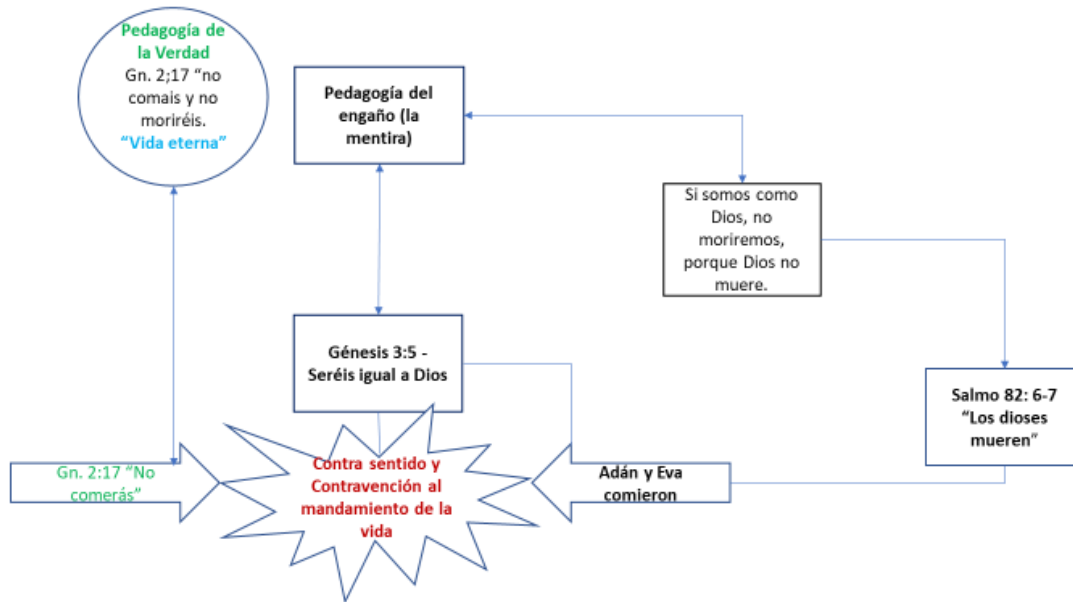 Pedagogía de
la Verdad
Gn. 2;17 “no
comais y no
moriréis.
“Vida eterna”
Pedagogía del
engaño (la
mentira)
Si somos como
Dios, no
moriremos,
porque Dios no
muere.
Génesis 3:5 -
Seréis igual a Dios
Salmo 82: 6-7
“Los dioses
mueren”
Gn. 2:17 “No
comerás”
Contra sentido y
Contravención al
mandamiento de la
vida
Adán y Eva
comieron